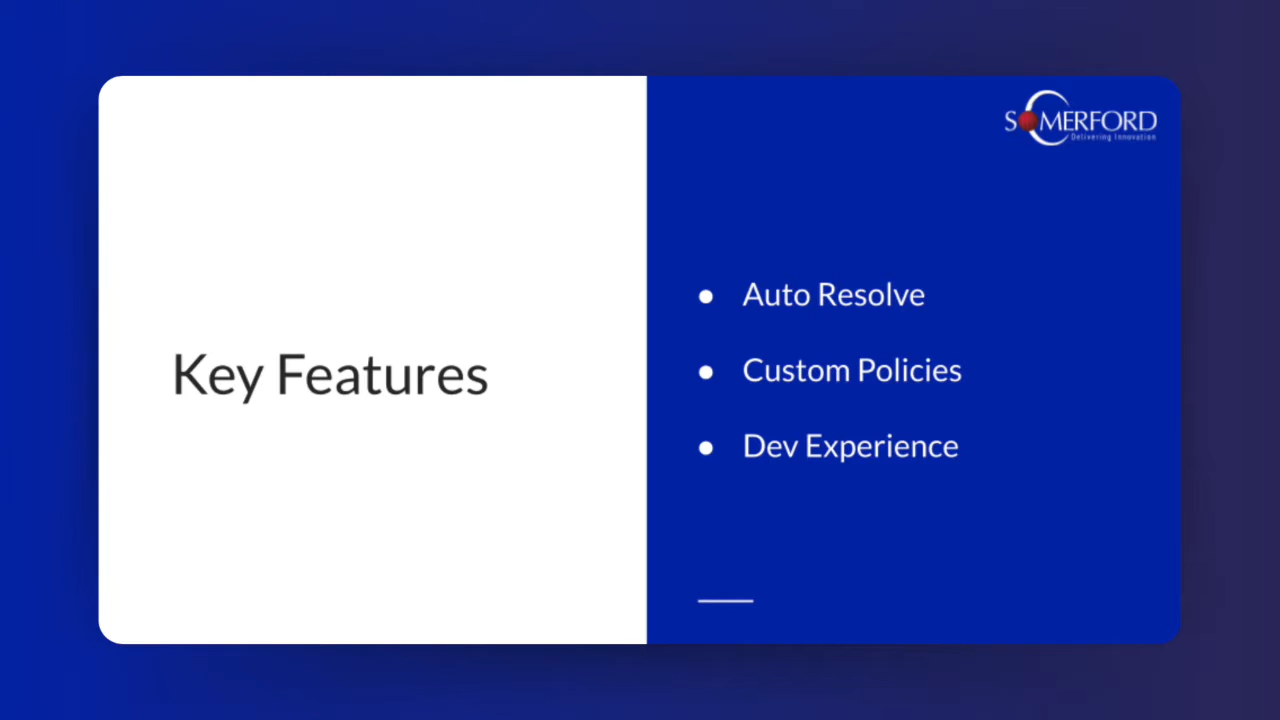 SOMERFORD
Delivering Innovation
Key Features
● Auto Resolve
● Custom Policies
● Dev Experience